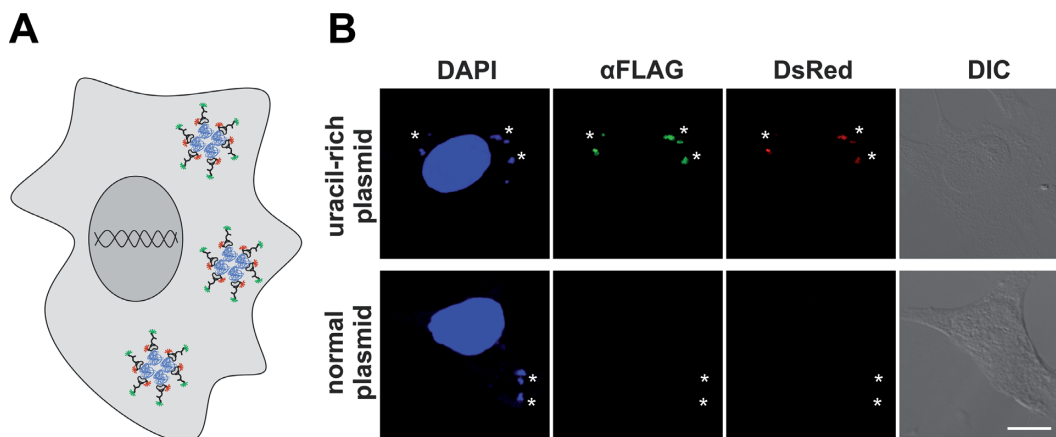 A
B
DAPI
αFLAG
DsRed
DIC
uracil-rich
plasmid
*
*
*
*
*
*
*
*
normal
plasmid
*
*
*
*
*
*